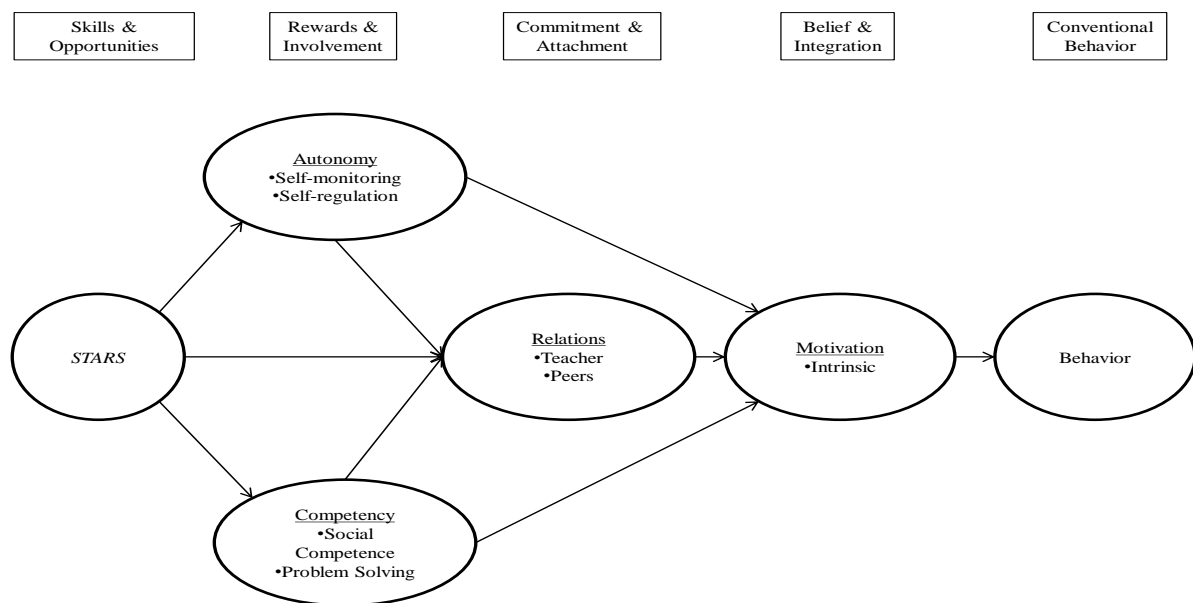 Skills &
Opportunities
Rewards &
Involvement
Commitment &
Attachment
Belief &
Integration
Conventional
Behavior
Autonomy
•Self-monitoring
•Self-regulation
STARS
Relations
•Teacher
•Peers
Motivation
•Intrinsic
Behavior
Competency
•Social
Competence
•Problem Solving